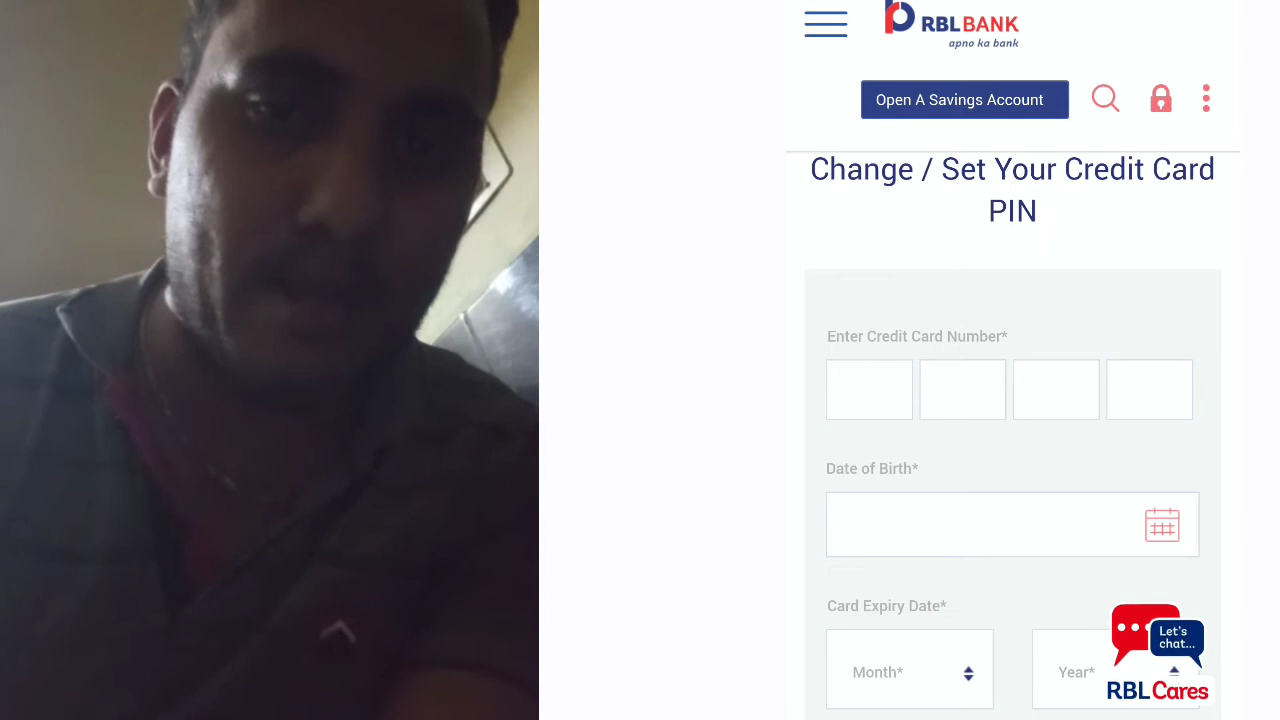 RBL BANK
apno ka bank
Open A Savings Account
Change / Set Your Credit Card
PIN
Enter Credit Card Number*
Date of Birth*
Card Expiry Date*
Month*
Year*
Let's
chat...
RBL Cares